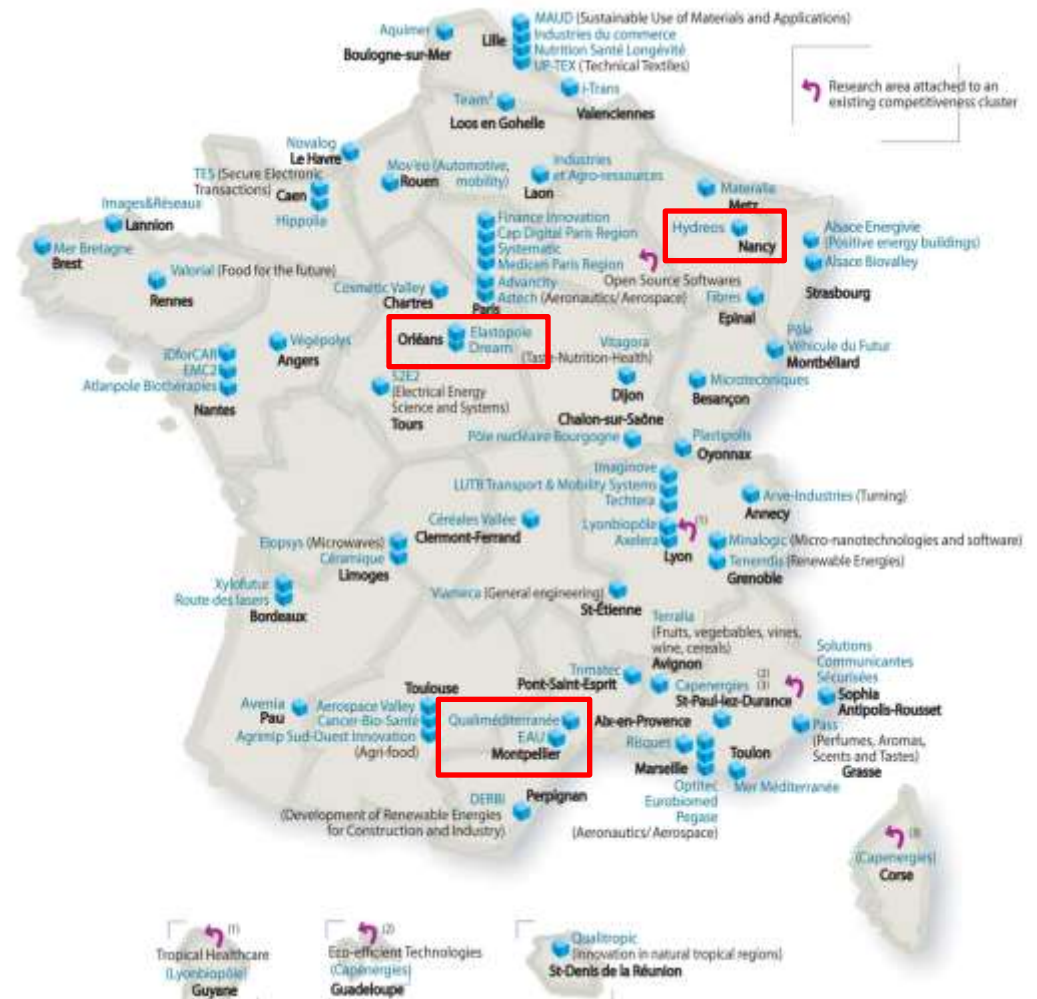 MAUD (Sustainable Use of Materials and Applications)
Industries du commerce
Nutrition Santé Longévité
UP-TEX (Technical Textiles)
Lille
Aquimer
Boulogne-sur-Mer
i-Trans
Valenciennes
Team²
Loos en Gohelle
Research area attached to an
existing competitiveness cluster
Novalog
Le Havre
TES (Secure Electronic
Transactions)
Caen
Hippolia
Mov'eo (Automotive,
mobility)
Rouen
Industries
et Agro-ressources
Laon
Materalia
Metz
Images&Réseaux
Lannion
Mer Bretagne
Brest
Valorial (Food for the future)
Rennes
Finance Innovation
Cap Digital Paris Region
Systematic
Medicen Paris Region
Advancity
Astech (Aeronautics/Aerospace)
Paris
Cosmetic Valley
Chartres
Hydreos
Nancy
Open Source Softwares
Fibres
Epinal
Alsace Energivie
(Positive energy buildings)
Alsace Biovalley
Strasbourg
Orléans
Elastopole
Dream
Vitagora
(Taste-Nutrition-Health)
Dijon
Pôle
Véhicule du Futur
Montbéliard
Végépolys
Angers
iDforCAR
EMC2
Atlanpole Biothérapies
Nantes
S2E2
(Electrical Energy
Science and Systems)
Tours
Microtechniques
Besançon
Chalon-sur-Saône
Pôle nucléaire Bourgogne
Plastipolis
Oyonnax
Imaginove
LUTB Transport & Mobility Systems
Techtera
Lyonbiopôle
(1)
Axelera
Lyon
Arve-Industries (Turning)
Annecy
Minalogic (Micro-nanotechnologies and software)
Tenerrdis (Renewable Energies)
Grenoble
Céréales Vallée
Clermont-Ferrand
Elopsys (Microwaves)
Céramique
Limoges
Xylofutur
Route des lasers
Bordeaux
Viameca (General engineering)
St-Étienne
Terralia
(Fruits, vegebables, vines,
wine, cereals)
Avignon
Trimatec
Pont-Saint-Esprit
Capenergies
(2)
(3)
St-Paul-lez-Durance
Solutions
Communicantes
Sécurisées
Sophia
Antipolis-Rousset
Toulouse
Aerospace Valley
Cancer-Bio-Santé
Agrimip Sud-Ouest Innovation
(Agri-food)
Avenia
Pau
Qualiméditerranée
EAU
Montpellier
Aix-en-Provence
Risques
Marseille
Optitec
Eurobiomed
Pegase
(Aeronautics/Aerospace)
Toulon
Mer Méditerranée
Pass
(Perfumes, Aromas,
Scents and Tastes)
Grasse
DERBI
Perpignan
(Development of Renewable Energies
for Construction and Industry)
(3)
(Capenergies)
Corse
(1)
Tropical Healthcare
(Lyonbiopôle)
Guyane
(2)
Eco-efficient Technologies
(Capenergies)
Guadeloupe
Qualitropic
(Innovation in natural tropical regions)
St-Denis de la Réunion